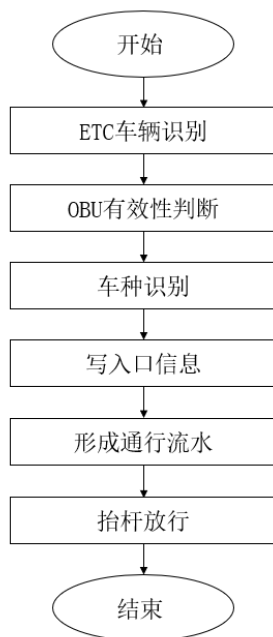 开始
ETC车辆识别
OBU有效性判断
车种识别
写入口信息
形成通行流水
抬杆放行
结束